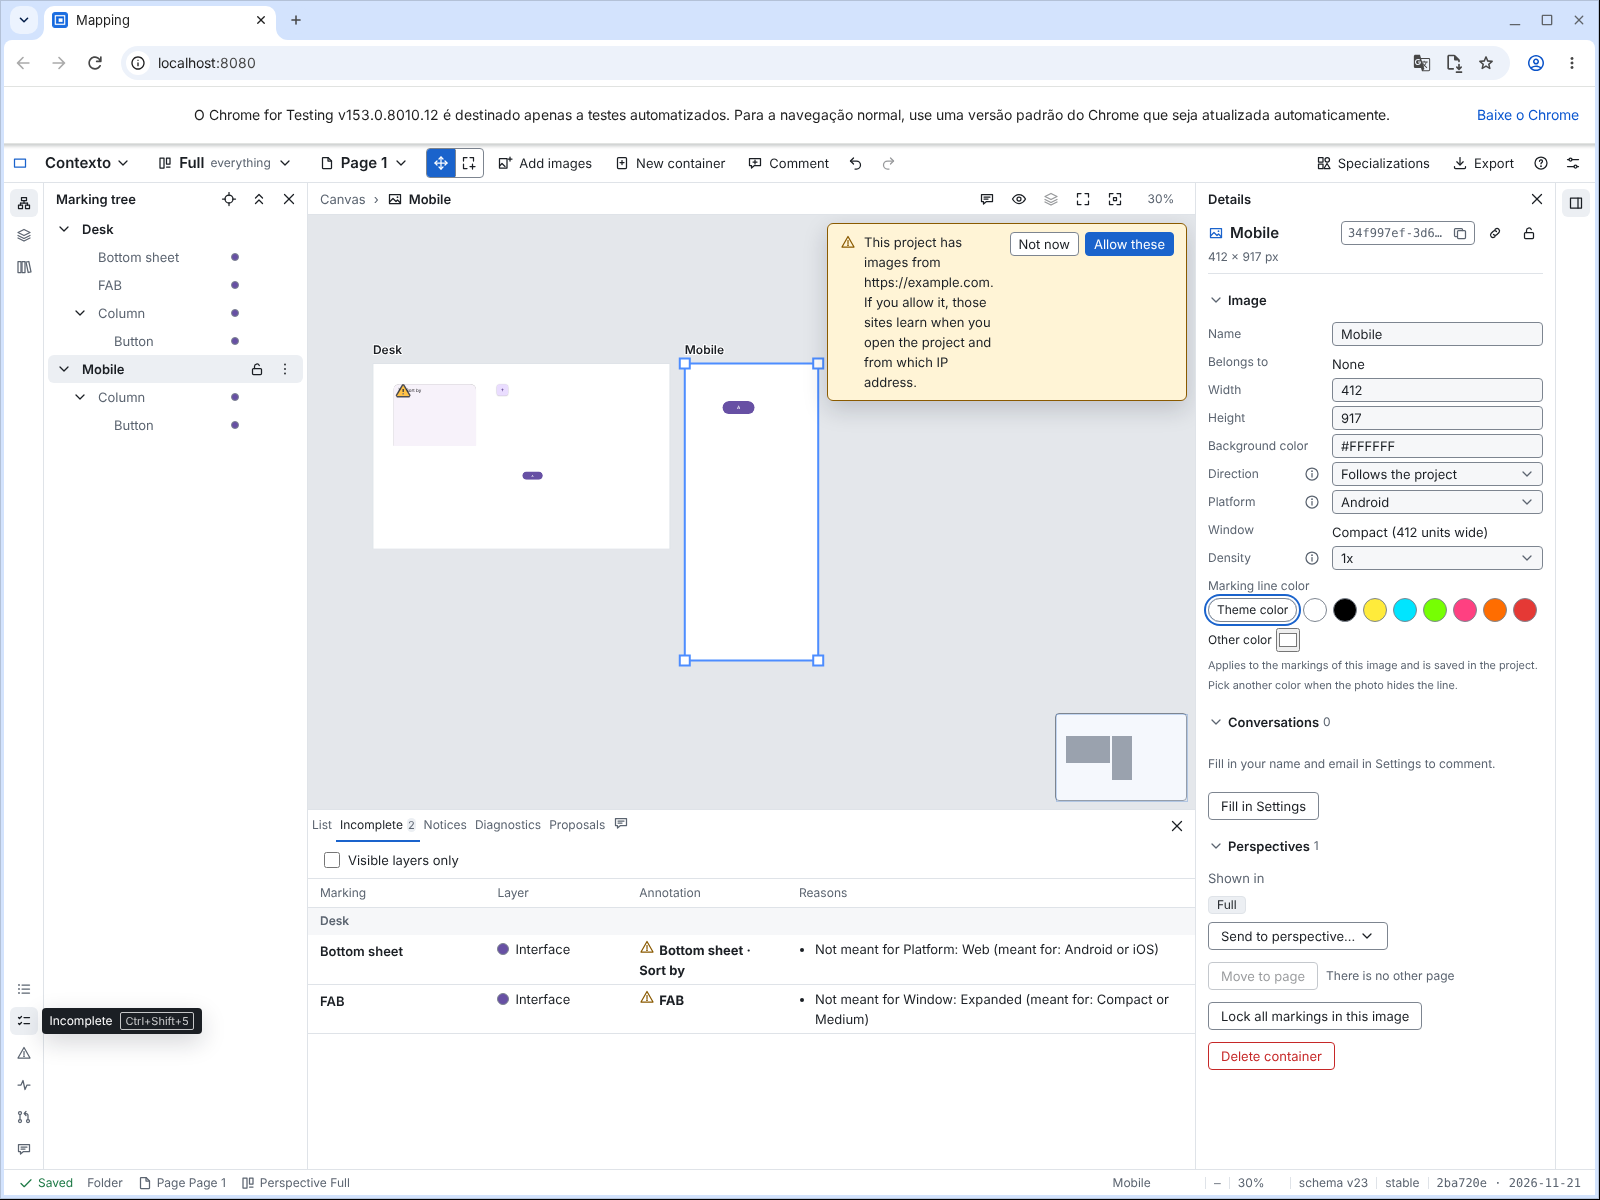 Mapping
localhost:8080
O Chrome for Testing v153.0.8010.12 é destinado apenas a testes automatizados. Para a navegação normal, use uma versão padrão do Chrome que seja atualizada automaticamente.
Baixe o Chrome
Contexto
Full everything
Page 1
Add images
New container
Comment
Specializations
Export
Marking tree
Desk
Bottom sheet
FAB
Column
Button
Mobile
Column
Button
Canvas › Mobile
30%
This project has
images from
https://example.com.
If you allow it, those
sites learn when you
open the project and
from which IP
address.
Not now
Allow these
Desk
Mobile
List
Incomplete 2
Notices
Diagnostics
Proposals
Visible layers only
Marking Layer Annotation Reasons
Desk
Bottom sheet
Interface
Bottom sheet ·
Sort by
• Not meant for Platform: Web (meant for: Android or iOS)
FAB
Interface
FAB
• Not meant for Window: Expanded (meant for: Compact or
Medium)
Details
Mobile
34f997ef-3d6…
412 × 917 px
Image
Name Mobile
Belongs to None
Width 412
Height 917
Background color #FFFFFF
Direction Follows the project
Platform Android
Window Compact (412 units wide)
Density 1x
Marking line color
Theme color
Other color
Applies to the markings of this image and is saved in the project.
Pick another color when the photo hides the line.
Conversations 0
Fill in your name and email in Settings to comment.
Fill in Settings
Perspectives 1
Shown in
Full
Send to perspective...
Move to page There is no other page
Lock all markings in this image
Delete container
Incomplete Ctrl+Shift+5
Saved
Folder
Page Page 1
Perspective Full
Mobile
–
30%
schema v23
stable
2ba720e · 2026-11-21